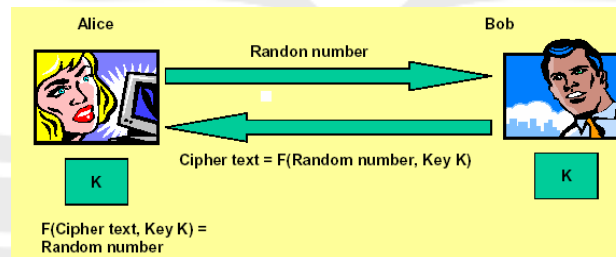 Alice
Bob
Randon number
Cipher text = F(Random number, Key K)
K
K
F(Cipher text, Key K) =
Random number